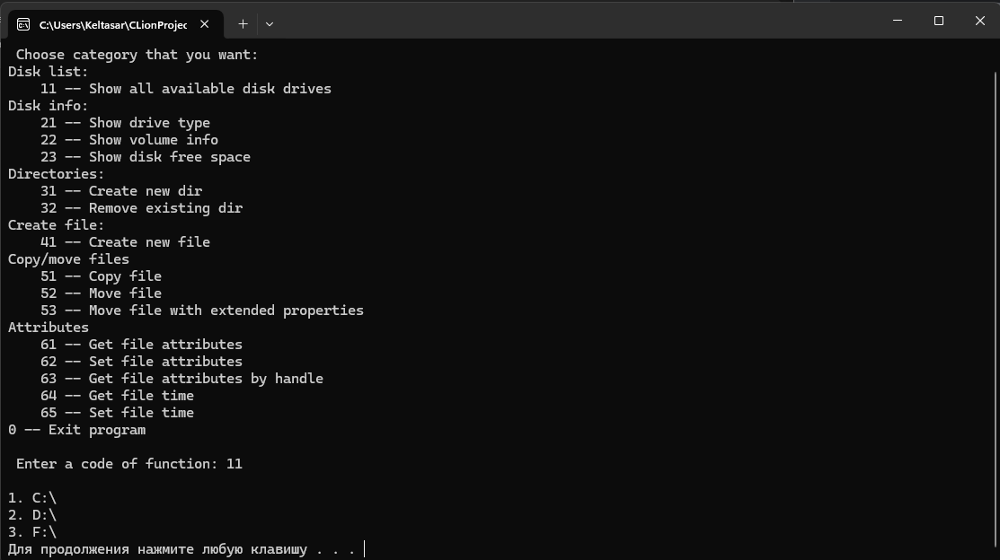 C:\Users\Keltasar\CLionProjec
Choose category that you want:
Disk list:
11 -- Show all available disk drives
Disk info:
21 -- Show drive type
22 -- Show volume info
23 -- Show disk free space
Directories:
31 -- Create new dir
32 -- Remove existing dir
Create file:
41 -- Create new file
Copy/move files
51 -- Copy file
52 -- Move file
53 -- Move file with extended properties
Attributes
61 -- Get file attributes
62 -- Set file attributes
63 -- Get file attributes by handle
64 -- Get file time
65 -- Set file time
0 -- Exit program
Enter a code of function: 11
1. C:\
2. D:\
3. F:\
Для продолжения нажмите любую клавишу . . .